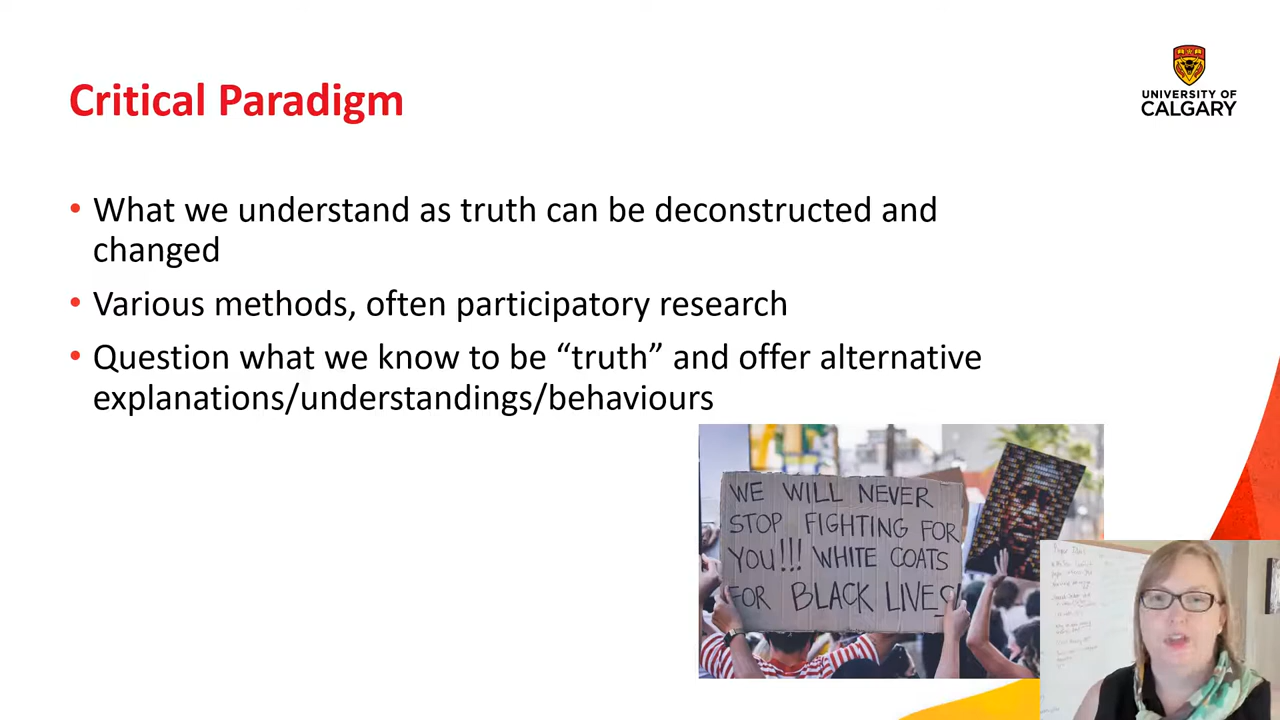 Critical Paradigm
UNIVERSITY OF
CALGARY
• What we understand as truth can be deconstructed and
changed
• Various methods, often participatory research
• Question what we know to be “truth” and offer alternative
explanations/understandings/behaviours
WE WILL NEVER
STOP FIGHTING FOR
YOU!!! WHITE COATS
FOR BLACK LIVES!